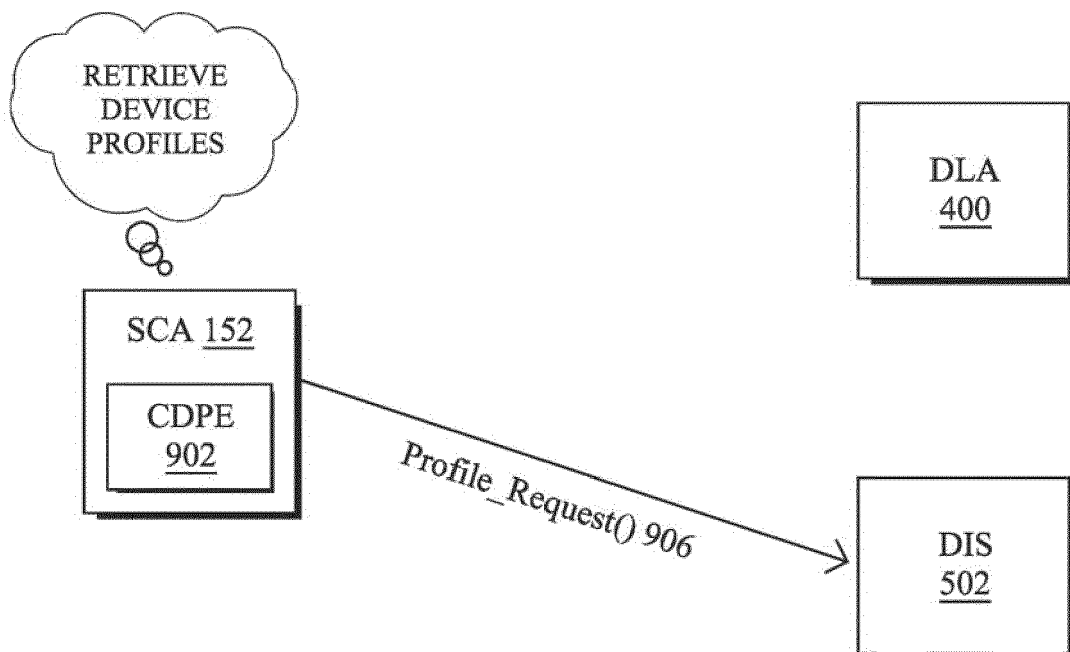 RETRIEVE
DEVICE
PROFILES
DLA
400
SCA 152
CDPE
902
Profile_Request() 906
DIS
502